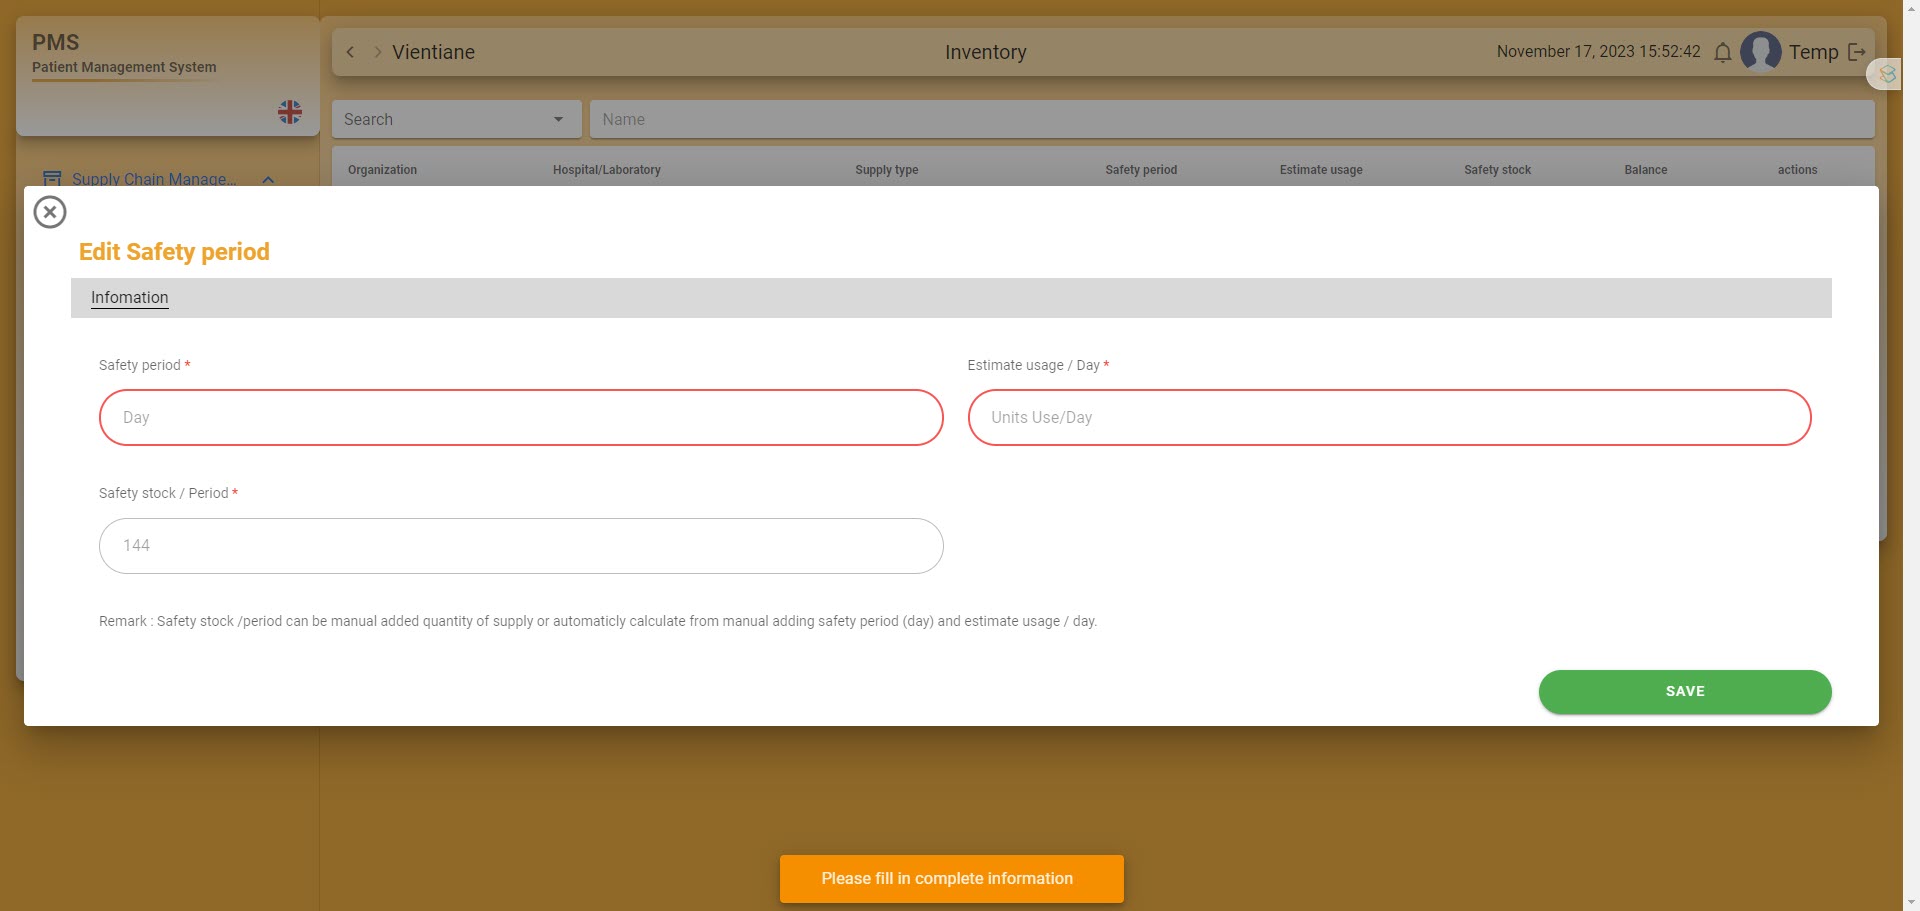 PMS
Patient Management System
Vientiane
Inventory
November 17, 2023 15:52:42
Temp
Search
Name
Supply Chain Manage...
Organization Hospital/Laboratory Supply type Safety period Estimate usage Safety stock Balance actions
Edit Safety period
Infomation
Safety period *
Estimate usage / Day *
Day
Units Use/Day
Safety stock / Period *
144
Remark : Safety stock /period can be manual added quantity of supply or automaticly calculate from manual adding safety period (day) and estimate usage / day.
SAVE
Please fill in complete information